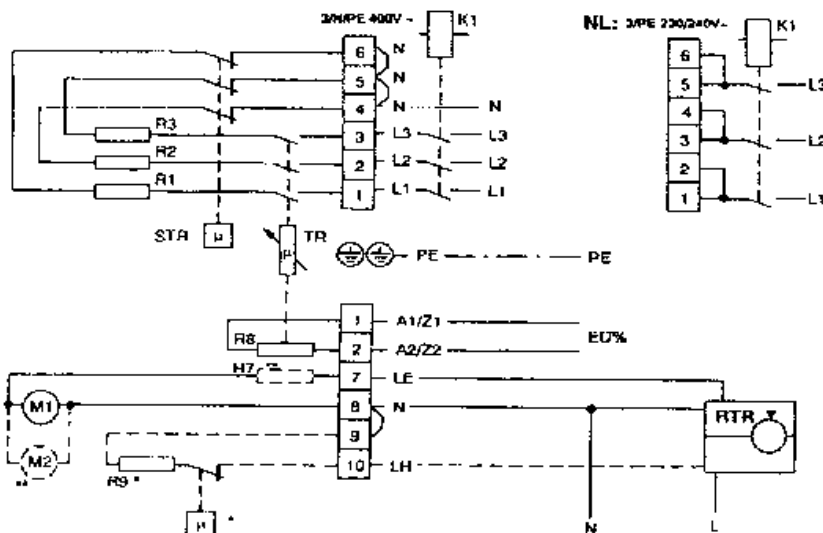 3/N/PE 400V~ K1
NL: 3/PE 230/240V~ K1
6 N
5 N
4 N N
R3 3 L3 L3
R2 2 L2 L2
R1 1 L1 L1
6
5 L3
4
3 L2
2
1 L1
STR μ TR
PE PE
1 A1/Z1
R8 2 A2/Z2 ED%
R7 ** 7 LE
M1 8 N RTR
9
M2 ** R9 * 10 LH
μ *
N L